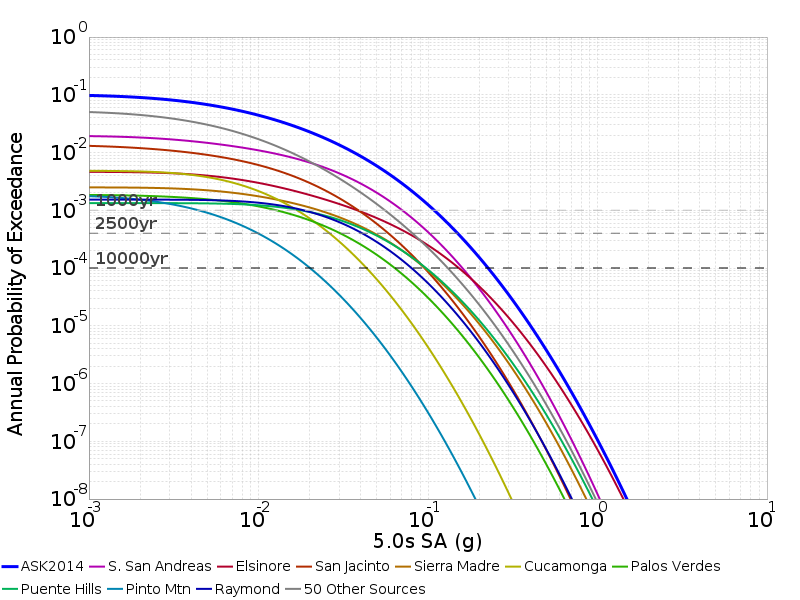 10^0
10^-1
10^-2
10^-3
10^-4
10^-5
10^-6
10^-7
10^-8
Annual Probability of Exceedance
1000yr
2500yr
10000yr
10^-3 10^-2 10^-1 10^0 10^1
5.0s SA (g)
ASK2014 S. San Andreas Elsinore San Jacinto Sierra Madre Cucamonga Palos Verdes
Puente Hills Pinto Mtn Raymond 50 Other Sources